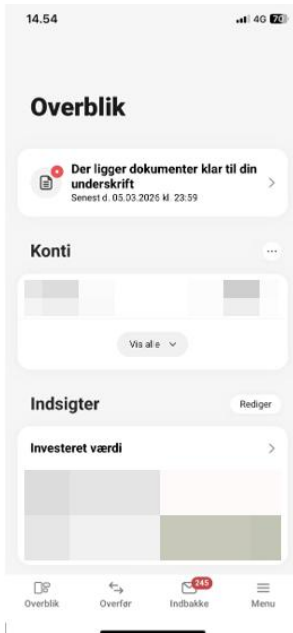 14.54
4G 70
Overblik
Der ligger dokumenter klar til din
underskrift
Senest d. 05.03.2026 kl. 23:59
Konti
Vis alle
Indsigter
Rediger
Investeret værdi
245
Overblik
Overfør
Indbakke
Menu